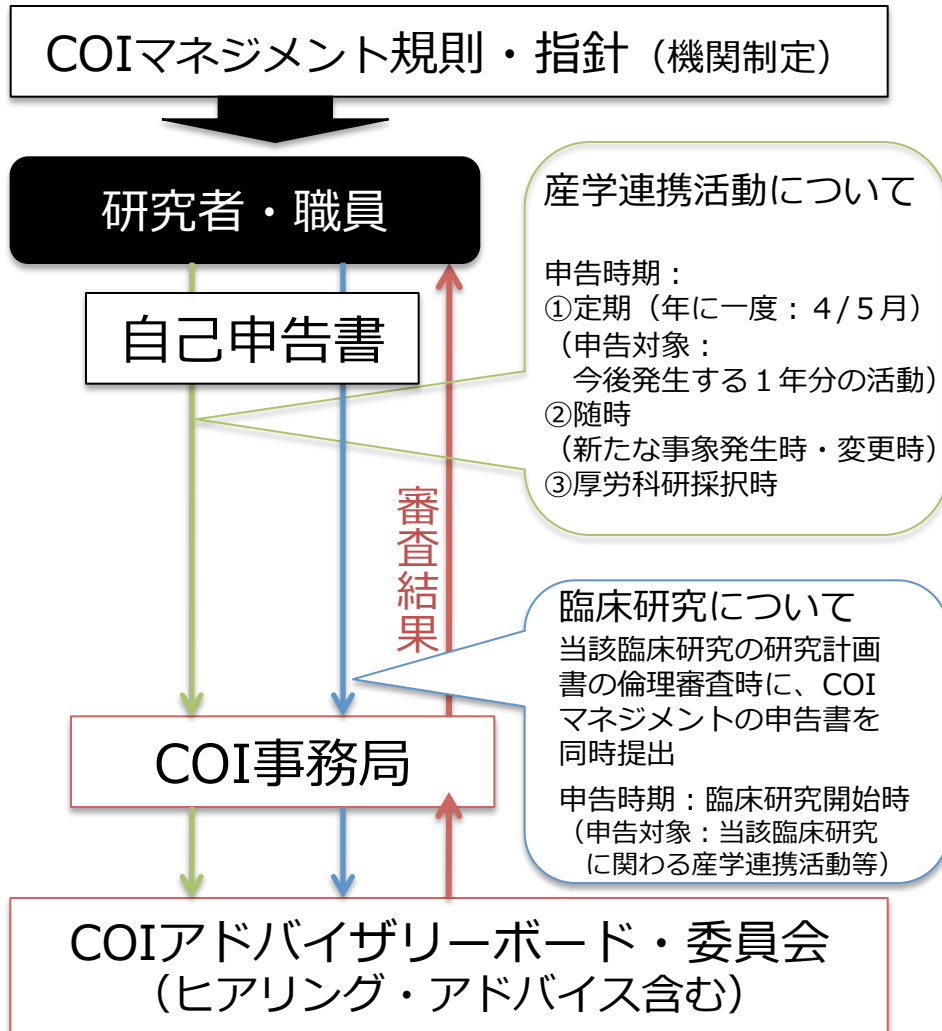 COIマネジメント規則・指針（機関制定）
研究者・職員
自己申告書
産学連携活動について
申告時期：
①定期（年に一度：４/５月）
（申告対象：
今後発生する１年分の活動）
②随時
（新たな事象発生時・変更時）
③厚労科研採択時
審査結果
臨床研究について
当該臨床研究の研究計画
書の倫理審査時に、COI
マネジメントの申告書を
同時提出
申告時期：臨床研究開始時
（申告対象：当該臨床研究
に関わる産学連携活動等）
COI事務局
COIアドバイザリーボード・委員会
（ヒアリング・アドバイス含む）